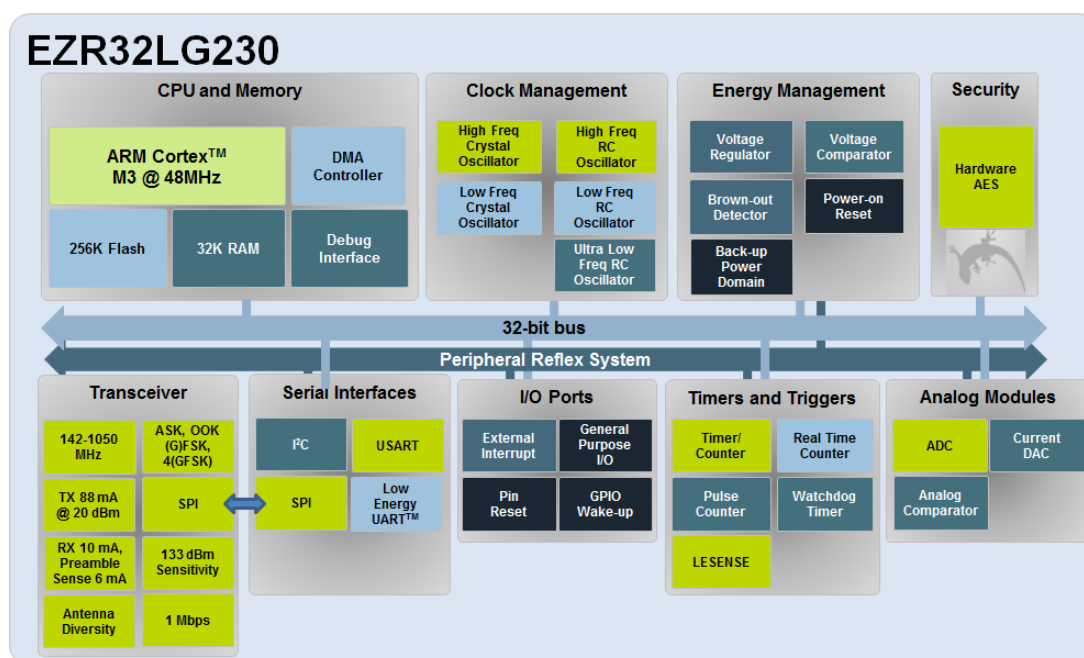 EZR32LG230
CPU and Memory
ARM Cortex™
M3 @ 48MHz
DMA
Controller
256K Flash
32K RAM
Debug
Interface
Clock Management
High Freq
Crystal
Oscillator
High Freq
RC
Oscillator
Low Freq
Crystal
Oscillator
Low Freq
RC
Oscillator
Ultra Low
Freq RC
Oscillator
Energy Management
Voltage
Regulator
Voltage
Comparator
Brown-out
Detector
Power-on
Reset
Back-up
Power
Domain
Security
Hardware
AES
32-bit bus
Peripheral Reflex System
Transceiver
142-1050
MHz
ASK, OOK
(G)FSK,
4(GFSK)
TX 88 mA
@ 20 dBm
SPI
RX 10 mA,
Preamble
Sense 6 mA
133 dBm
Sensitivity
Antenna
Diversity
1 Mbps
Serial Interfaces
I²C
USART
SPI
Low
Energy
UART™
I/O Ports
External
Interrupt
General
Purpose
I/O
Pin
Reset
GPIO
Wake-up
Timers and Triggers
Timer/
Counter
Real Time
Counter
Pulse
Counter
Watchdog
Timer
LESENSE
Analog Modules
ADC
Current
DAC
Analog
Comparator